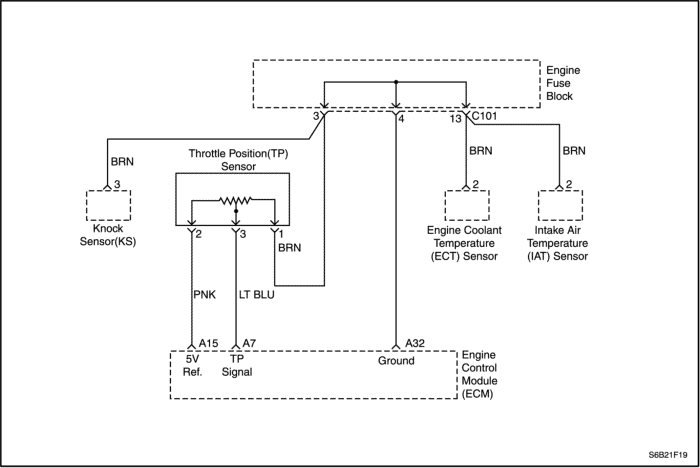 Engine
Fuse
Block
3
4
13
C101
BRN
BRN
BRN
Throttle Position(TP)
Sensor
3
2
2
Knock
Sensor(KS)
2
3
1
BRN
Engine Coolant
Temperature
(ECT) Sensor
Intake Air
Temperature
(IAT) Sensor
PNK
LT BLU
A15
A7
A32
5V
Ref.
TP
Signal
Ground
Engine
Control
Module
(ECM)
S6B21F19